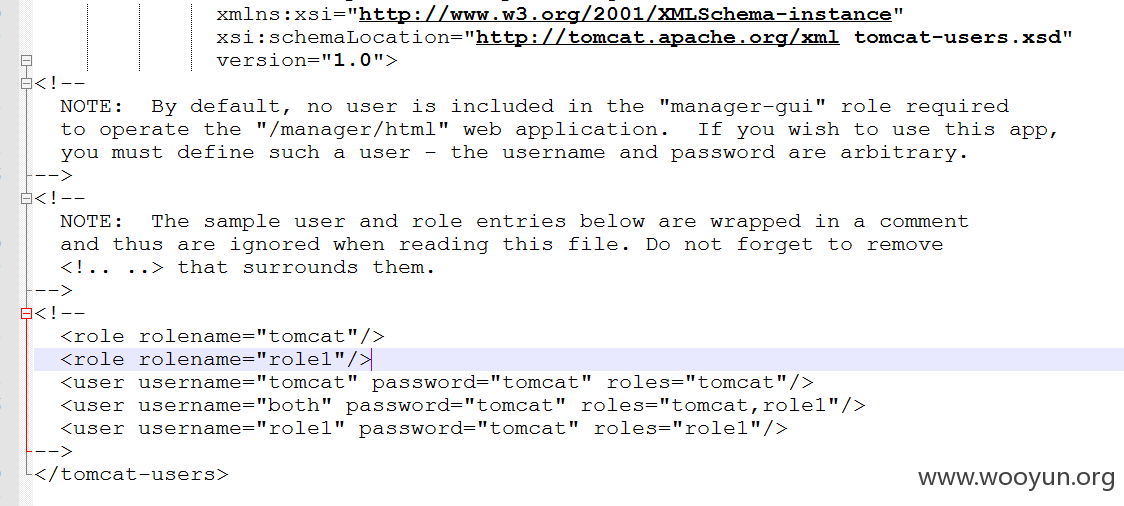 xmlns:xsi="http://www.w3.org/2001/XMLSchema-instance"
xsi:schemaLocation="http://tomcat.apache.org/xml tomcat-users.xsd"
version="1.0">
<!--
NOTE:  By default, no user is included in the "manager-gui" role required
to operate the "/manager/html" web application.  If you wish to use this app,
you must define such a user - the username and password are arbitrary.
-->
<!--
NOTE:  The sample user and role entries below are wrapped in a comment
and thus are ignored when reading this file. Do not forget to remove
<!.. ..> that surrounds them.
-->
<!--
<role rolename="tomcat"/>
<role rolename="role1"/>
<user username="tomcat" password="tomcat" roles="tomcat"/>
<user username="both" password="tomcat" roles="tomcat,role1"/>
<user username="role1" password="tomcat" roles="role1"/>
-->
</tomcat-users>
www.wooyun.org